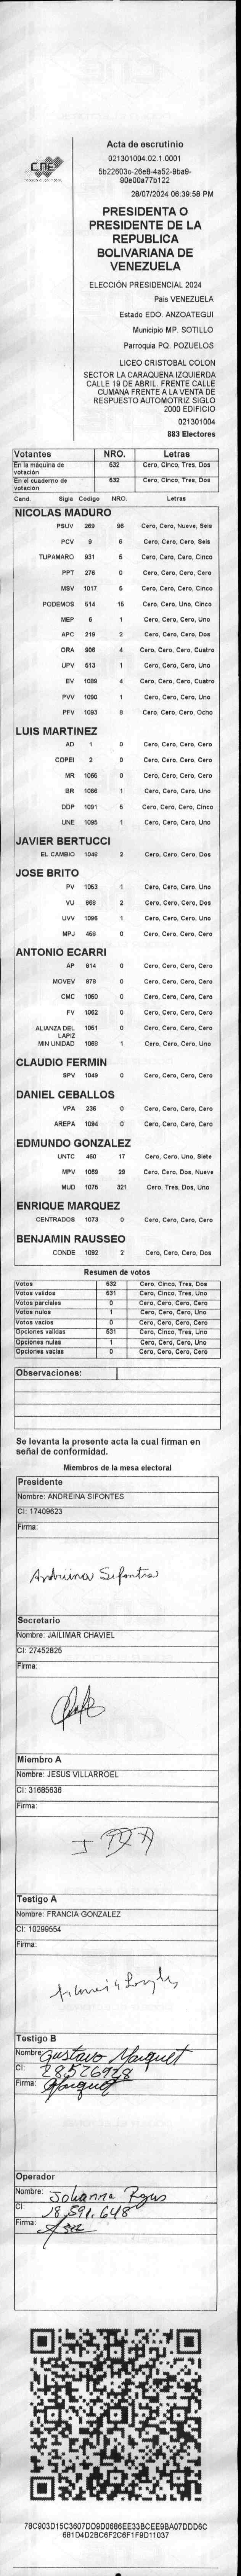 CNE
Acta de escrutinio
021301004.02.1.0001
5b22603c-26e8-4a52-9ba9-
90e00a77b122
28/07/2024 06:39:58 PM
PRESIDENTA O
PRESIDENTE DE LA
REPUBLICA
BOLIVARIANA DE
VENEZUELA
ELECCIÓN PRESIDENCIAL 2024
Pais VENEZUELA
Estado EDO. ANZOATEGUI
Municipio MP. SOTILLO
Parroquia PQ. POZUELOS
LICEO CRISTOBAL COLON
SECTOR LA CARAQUENA IZQUIERDA
CALLE 19 DE ABRIL. FRENTE CALLE
CUMANA FRENTE A LA VENTA DE
RESPUESTO AUTOMOTRIZ SIGLO
2000 EDIFICIO
021301004
883 Electores
Votantes NRO. Letras
En la máquina de votación 532 Cero, Cinco, Tres, Dos
En el cuaderno de votación 532 Cero, Cinco, Tres, Dos
Cand. Sigla Codigo NRO. Letras
NICOLAS MADURO
PSUV 269 96 Cero, Cero, Nueve, Seis
PCV 9 6 Cero, Cero, Cero, Seis
TUPAMARO 931 5 Cero, Cero, Cero, Cinco
PPT 276 0 Cero, Cero, Cero, Cero
MSV 1017 5 Cero, Cero, Cero, Cinco
PODEMOS 514 15 Cero, Cero, Uno, Cinco
MEP 6 1 Cero, Cero, Cero, Uno
APC 219 2 Cero, Cero, Cero, Dos
ORA 906 4 Cero, Cero, Cero, Cuatro
UPV 513 1 Cero, Cero, Cero, Uno
EV 1089 4 Cero, Cero, Cero, Cuatro
PVV 1090 1 Cero, Cero, Cero, Uno
PFV 1093 8 Cero, Cero, Cero, Ocho
LUIS MARTINEZ
AD 1 0 Cero, Cero, Cero, Cero
COPEI 2 0 Cero, Cero, Cero, Cero
MR 1065 0 Cero, Cero, Cero, Cero
BR 1066 1 Cero, Cero, Cero, Uno
DDP 1091 5 Cero, Cero, Cero, Cinco
UNE 1095 1 Cero, Cero, Cero, Uno
JAVIER BERTUCCI
EL CAMBIO 1046 2 Cero, Cero, Cero, Dos
JOSE BRITO
PV 1053 1 Cero, Cero, Cero, Uno
VU 868 2 Cero, Cero, Cero, Dos
UVV 1096 1 Cero, Cero, Cero, Uno
MPJ 458 0 Cero, Cero, Cero, Cero
ANTONIO ECARRI
AP 814 0 Cero, Cero, Cero, Cero
MOVEV 878 0 Cero, Cero, Cero, Cero
CMC 1050 0 Cero, Cero, Cero, Cero
FV 1062 0 Cero, Cero, Cero, Cero
ALIANZA DEL LAPIZ 1051 0 Cero, Cero, Cero, Cero
MIN UNIDAD 1068 1 Cero, Cero, Cero, Uno
CLAUDIO FERMIN
SPV 1049 0 Cero, Cero, Cero, Cero
DANIEL CEBALLOS
VPA 236 0 Cero, Cero, Cero, Cero
AREPA 1094 0 Cero, Cero, Cero, Cero
EDMUNDO GONZALEZ
UNTC 460 17 Cero, Cero, Uno, Siete
MPV 1069 29 Cero, Cero, Dos, Nueve
MUD 1075 321 Cero, Tres, Dos, Uno
ENRIQUE MARQUEZ
CENTRADOS 1073 0 Cero, Cero, Cero, Cero
BENJAMIN RAUSSEO
CONDE 1092 2 Cero, Cero, Cero, Dos
Resumen de votos
Votos 532 Cero, Cinco, Tres, Dos
Votos validos 531 Cero, Cinco, Tres, Uno
Votos parciales 0 Cero, Cero, Cero, Cero
Votos nulos 1 Cero, Cero, Cero, Uno
Votos vacios 0 Cero, Cero, Cero, Cero
Opciones validas 531 Cero, Cinco, Tres, Uno
Opciones nulas 1 Cero, Cero, Cero, Uno
Opciones vacias 0 Cero, Cero, Cero, Cero
Observaciones:
Se levanta la presente acta la cual firman en
señal de conformidad.
Miembros de la mesa electoral
Presidente
Nombre: ANDREINA SIFONTES
CI: 17409623
Firma:
Andreina Sifontes
Secretario
Nombre: JAILIMAR CHAVIEL
CI: 27452825
Firma:
Miembro A
Nombre: JESUS VILLARROEL
CI: 31685636
Firma:
Testigo A
Nombre: FRANCIA GONZALEZ
CI: 10299554
Firma:
Testigo B
Nombre: Gustavo Marquet
CI: 28576928
Firma: Marquet
Operador
Nombre: Johanna Rojas
CI: 18.591.648
Firma:
78C903D15C3607DD9D0686EE33BCEE9BA07DDD6C
681D4D2BC6F2C6F1F9D11037